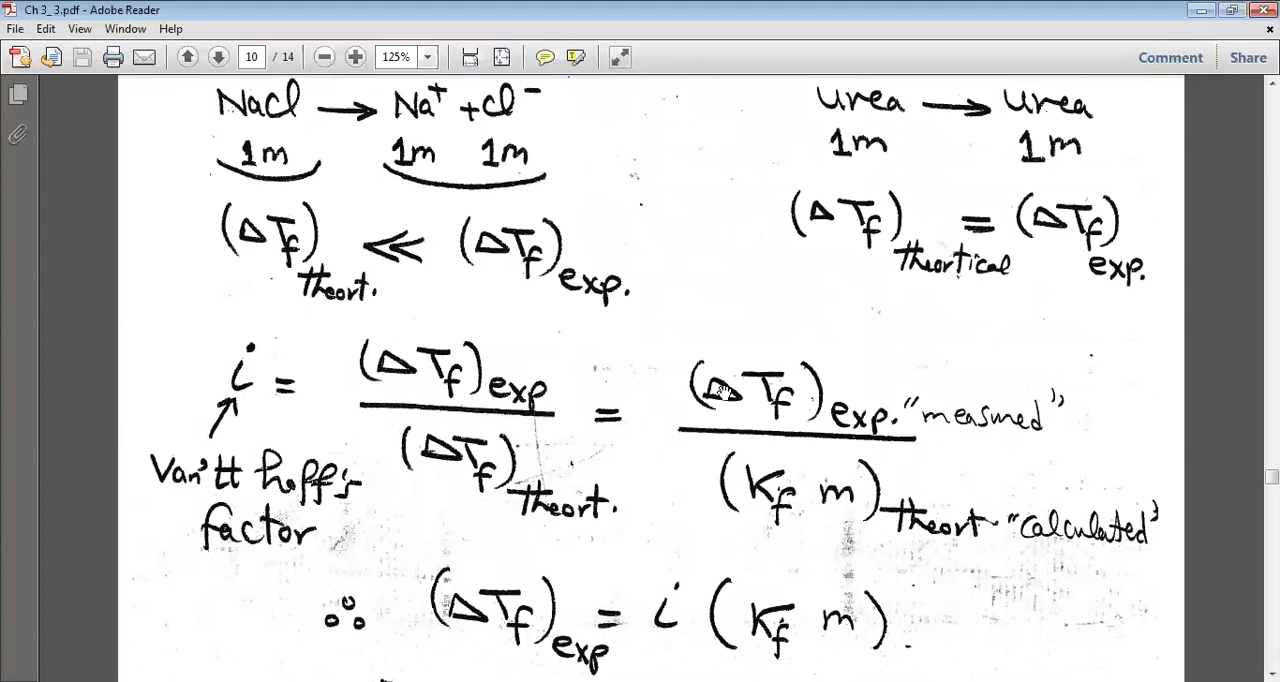 Ch 3_3.pdf - Adobe Reader
File Edit View Window Help
10 / 14 125% Comment Share
NaCl → Na⁺ + Cl⁻
1m 1m 1m
(ΔTf)theort. << (ΔTf)exp.
Urea → Urea
1m 1m
(ΔTf)theortical = (ΔTf)exp.
i = (ΔTf)exp / (ΔTf)theort. = (ΔTf)exp. "measured" / (Kf m)theort "calculated"
Van'tt hoff's
factor
∴ (ΔTf)exp = i (Kf m).